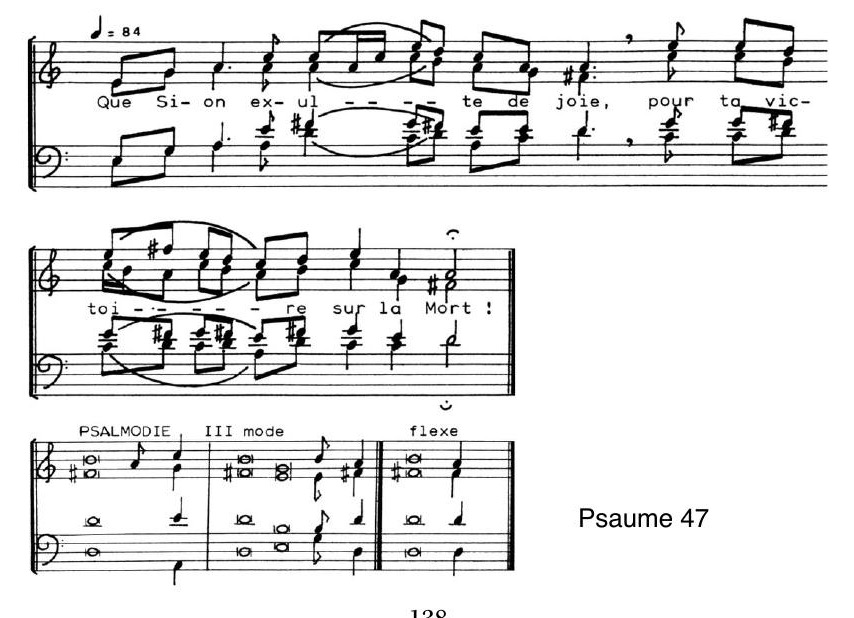 ♩ = 84
Que Si- on ex- ul - - - - te de joie, pour ta vic-
toi - - - - - re sur la Mort !
PSALMODIE III mode flexe
Psaume 47
138